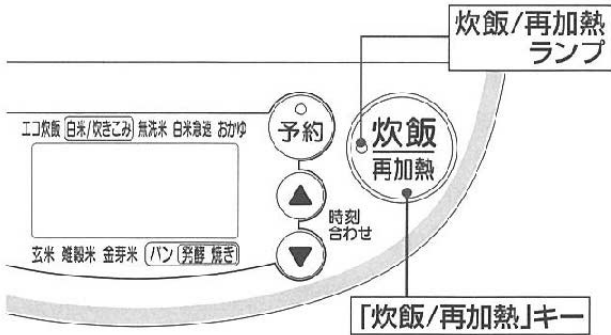 炊飯/再加熱
ランプ
エコ炊飯 白米/炊きこみ 無洗米 白米急速 おかゆ
予約
炊飯
再加熱
時刻
合わせ
玄米 雑穀米 金芽米 パン 発酵 焼き
「炊飯/再加熱」キー